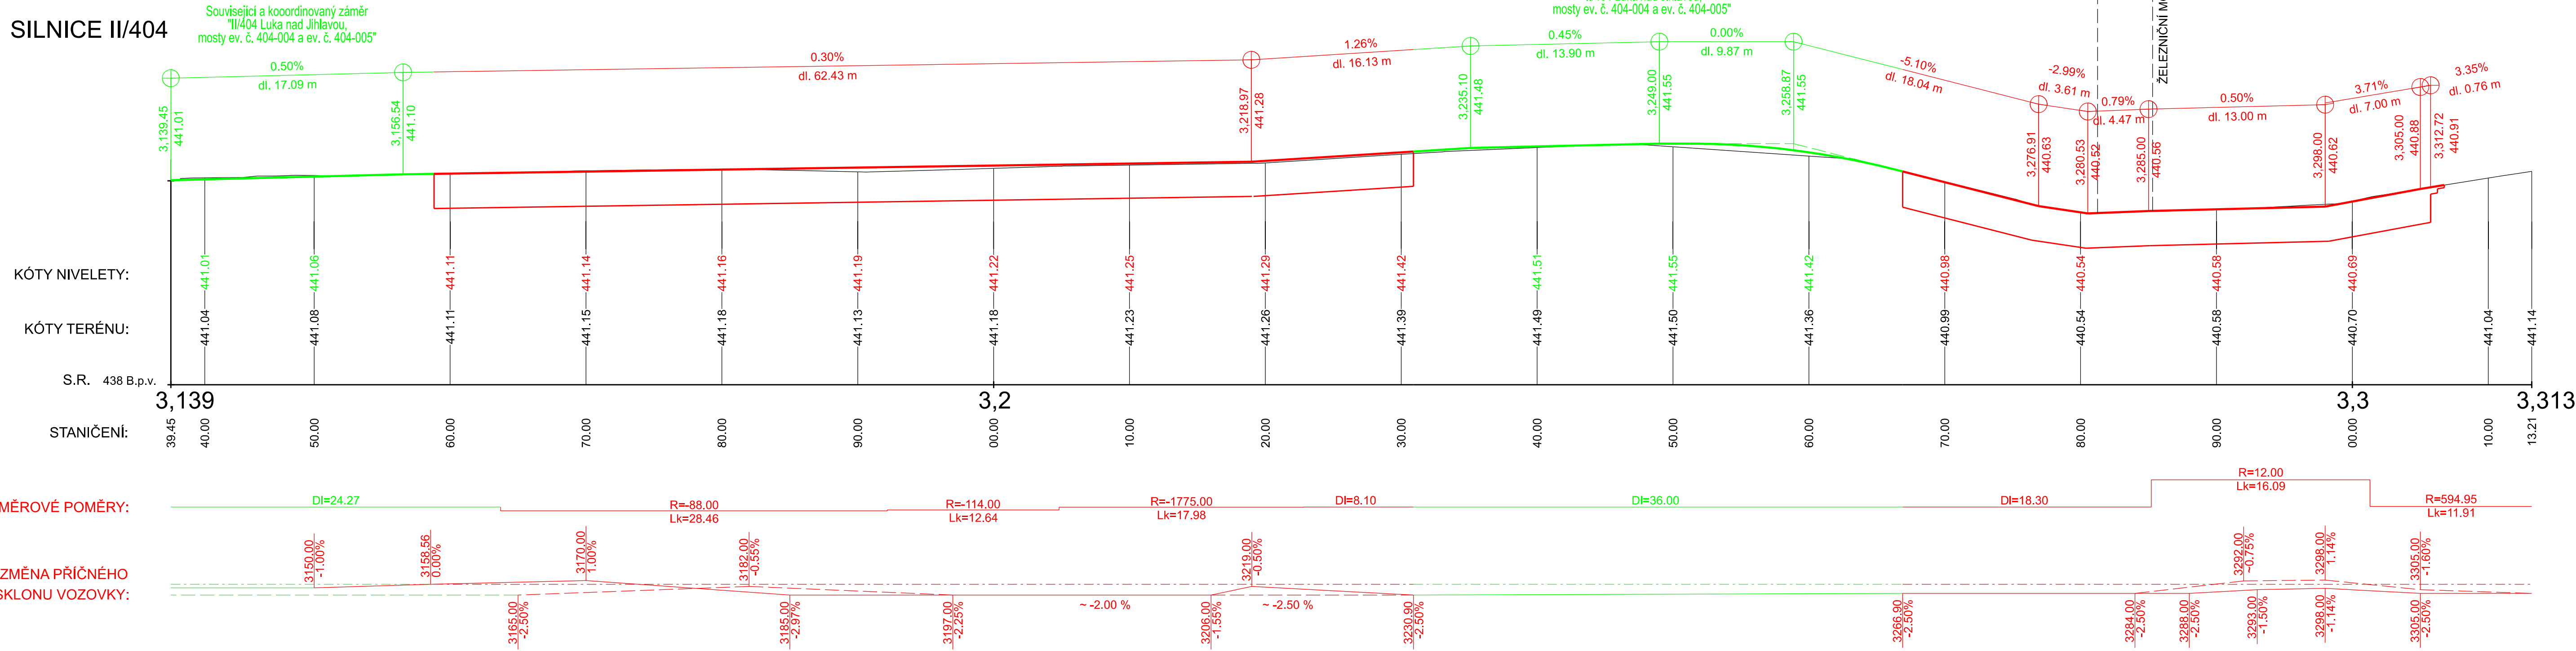 SILNICE II/404
Související a kooordinovaný záměr
"II/404 Luka nad Jihlavou,
mosty ev. č. 404-004 a ev. č. 404-005"
mosty ev. č. 404-004 a ev. č. 404-005"
0.50%
dl. 17.09 m
0.30%
dl. 62.43 m
1.26%
dl. 16.13 m
0.45%
dl. 13.90 m
0.00%
dl. 9.87 m
-5.10%
dl. 18.04 m
-2.99%
dl. 3.61 m
0.79%
dl. 4.47 m
0.50%
dl. 13.00 m
3.71%
dl. 7.00 m
3.35%
dl. 0.76 m
3,139.45
441.01
3,156.54
441.10
3,218.97
441.28
3,235.10
441.48
3,249.00
441.55
3,258.87
441.55
3,276.91
440.63
3,280.53
440.52
3,285.00
440.56
3,298.00
440.62
3,305.00
440.88
3,312.72
440.91
ŽELEZNIČNÍ
KÓTY NIVELETY: 441.01 441.06 441.11 441.14 441.16 441.19 441.22 441.25 441.29 441.42 441.51 441.55 441.42 440.98 440.54 440.58 440.69
KÓTY TERÉNU: 441.04 441.08 441.11 441.15 441.18 441.13 441.18 441.23 441.26 441.39 441.49 441.50 441.36 440.99 440.54 440.58 440.70 441.04 441.14
S.R. 438 B.p.v.
3,139 3,2 3,3 3,313
STANIČENÍ: 39.45 40.00 50.00 60.00 70.00 80.00 90.00 00.00 10.00 20.00 30.00 40.00 50.00 60.00 70.00 80.00 90.00 00.00 10.00 13.21
MĚROVÉ POMĚRY:
Dl=24.27
R=-88.00
Lk=28.46
R=-114.00
Lk=12.64
R=-1775.00
Lk=17.98
Dl=8.10
Dl=36.00
Dl=18.30
R=12.00
Lk=16.09
R=594.95
Lk=11.91
ZMĚNA PŘÍČNÉHO
SKLONU VOZOVKY:
3150.00
-1.00%
3158.56
0.00%
3170.00
1.00%
3182.00
-0.55%
3219.00
-0.50%
3292.00
~0.75%
3298.00
1.14%
3305.00
-1.60%
3165.00
-2.50%
3185.00
-2.97%
3197.00
-2.25%
~ -2.00 %
3206.00
-1.55%
~ -2.50 %
3230.90
-2.50%
3266.90
-2.50%
3284.00
-2.50%
3288.00
-2.50%
3293.00
-1.50%
3298.00
-1.14%
3305.00
-2.50%